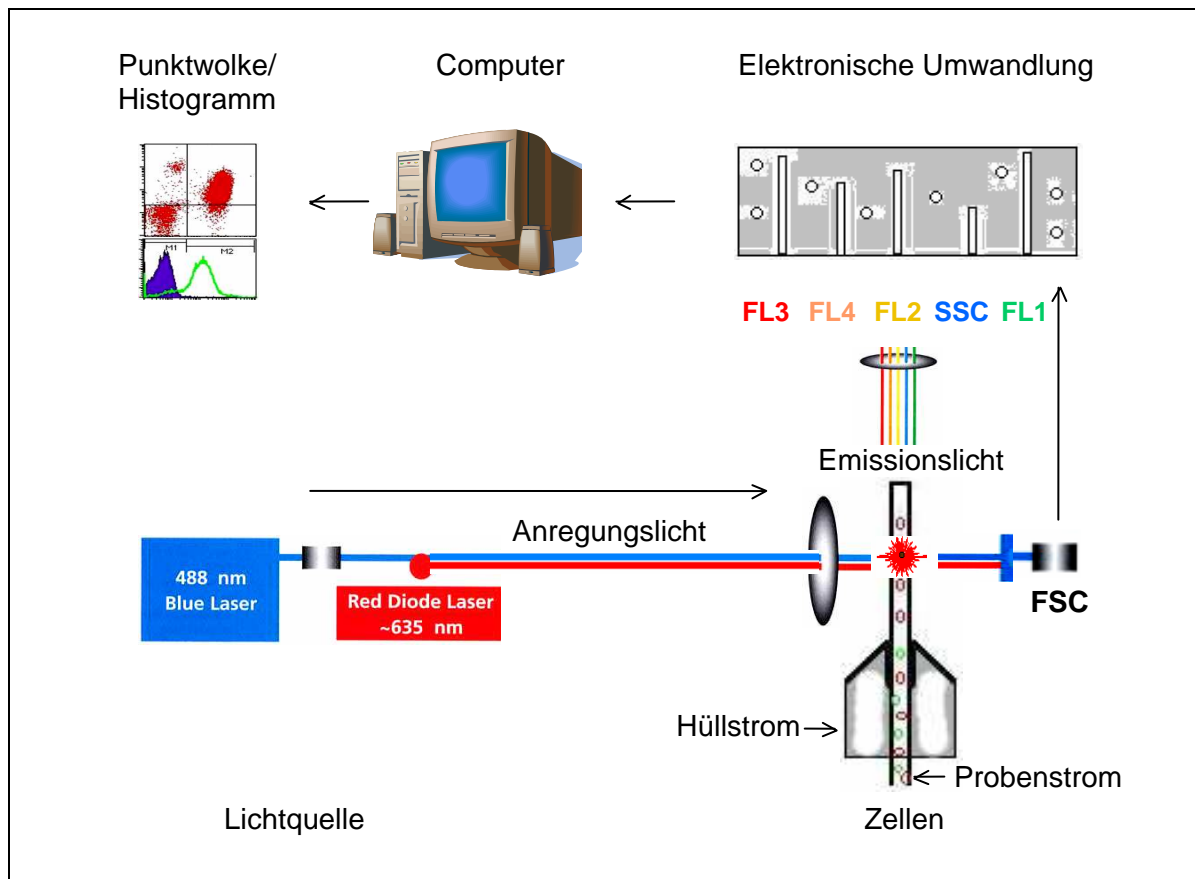 Punktwolke/
Histogramm
Computer
Elektronische Umwandlung
M1
M2
FL3 FL4 FL2 SSC FL1
Emissionslicht
Anregungslicht
488 nm
Blue Laser
Red Diode Laser
~635 nm
FSC
Hüllstrom
Probenstrom
Lichtquelle
Zellen